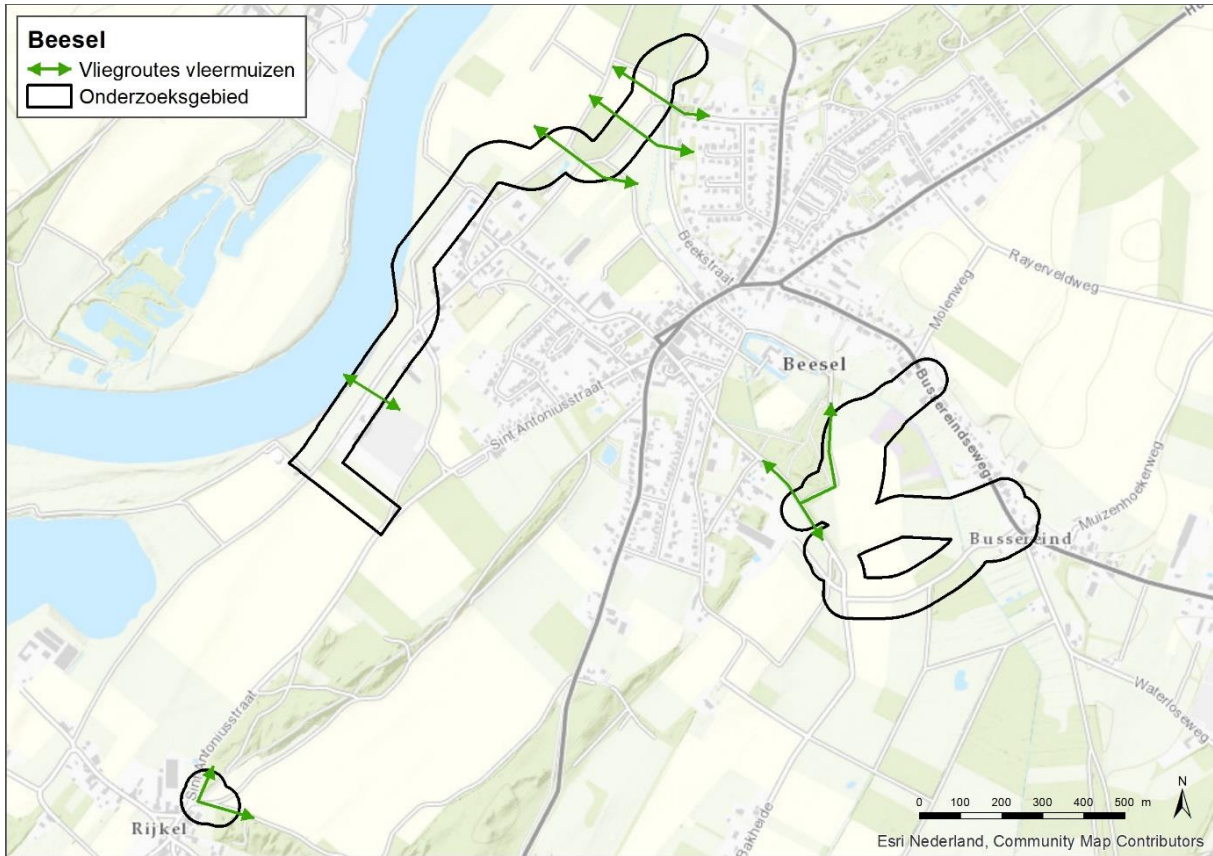 Beesel
Vliegroutes vleermuizen
Onderzoeksgebied
Beekstraat
Rayerveldweg
Molenweg
Beesel
Bussereindseweg
Sint Antoniusstraat
Muizenhoekerweg
Bussereind
Waterloseweg
Sint Antoniusstraat
Rijkel
Bakheide
N
0 100 200 300 400 500 m
Esri Nederland, Community Map Contributors